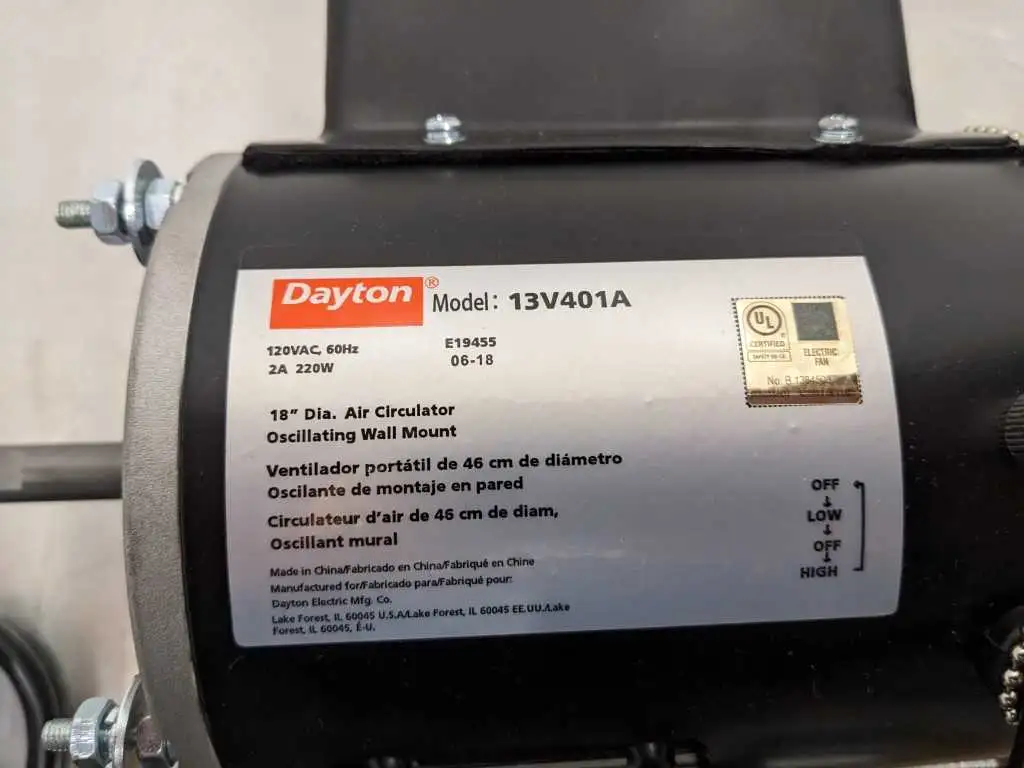 Dayton®
Model: 13V401A
120VAC, 60Hz
2A 220W
E19455
06-18
UL
CERTIFIED
ELECTRIC
FAN
18" Dia. Air Circulator
Oscillating Wall Mount
Ventilador portátil de 46 cm de diámetro
Oscilante de montaje en pared
Circulateur d'air de 46 cm de diam,
Oscillant mural
OFF
LOW
OFF
HIGH
Made in China/Fabricado en China/Fabriqué en Chine
Manufactured for/Fabricado para/Fabriqué pour:
Dayton Electric Mfg. Co.
Lake Forest, IL 60045 U.S.A/Lake Forest, IL 60045 EE.UU./Lake
Forest, IL 60045, É-U.